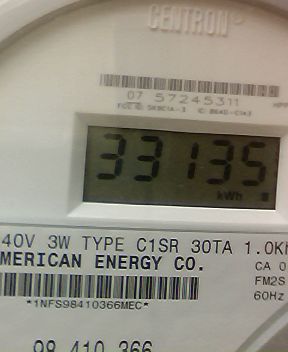 CENTRON
07 57245311
33135
kWh
40V 3W TYPE C1SR 30TA 1.0K
MERICAN ENERGY CO.
CA 0
FM2S
60Hz
*1NFS98410366MEC*
98 410 366